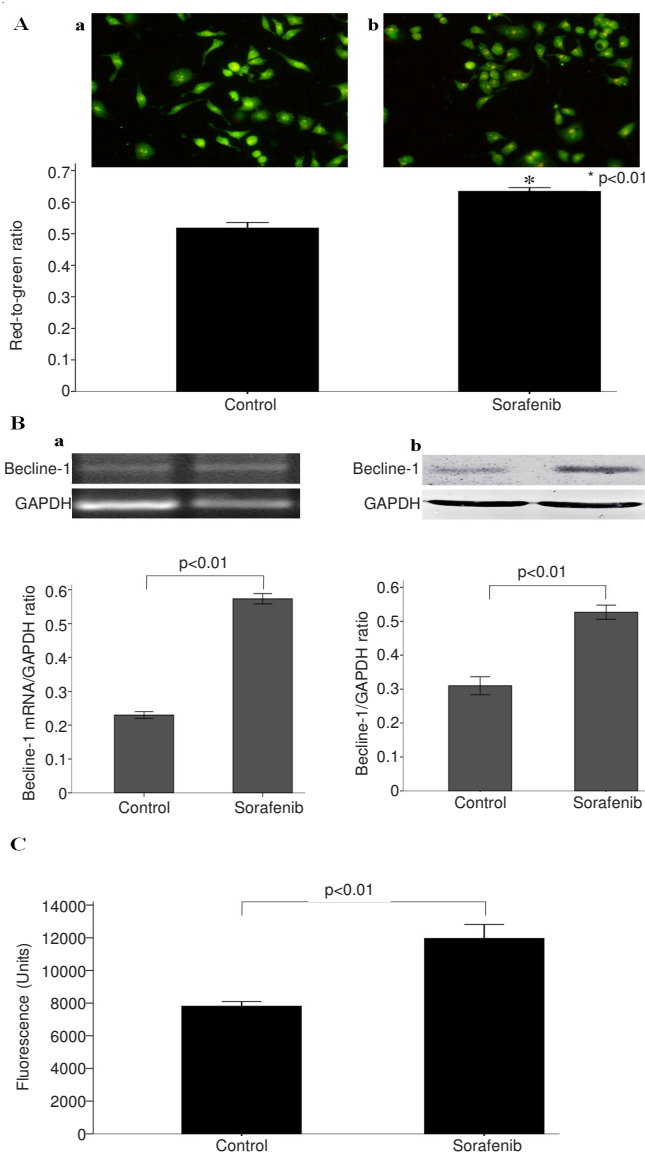 A
a
b
* p<0.01
*
0.7
0.6
0.5
0.4
0.3
0.2
0.1
0
Red-to-green ratio
Control
Sorafenib
B
a
Becline-1
GAPDH
p<0.01
0.6
0.5
0.4
0.3
0.2
0.1
0
Becline-1 mRNA/GAPDH ratio
Control
Sorafenib
b
Becline-1
GAPDH
p<0.01
0.6
0.5
0.4
0.3
0.2
0.1
0
Becline-1/GAPDH ratio
Control
Sorafenib
C
p<0.01
14000
12000
10000
8000
6000
4000
2000
0
Fluorescence (Units)
Control
Sorafenib